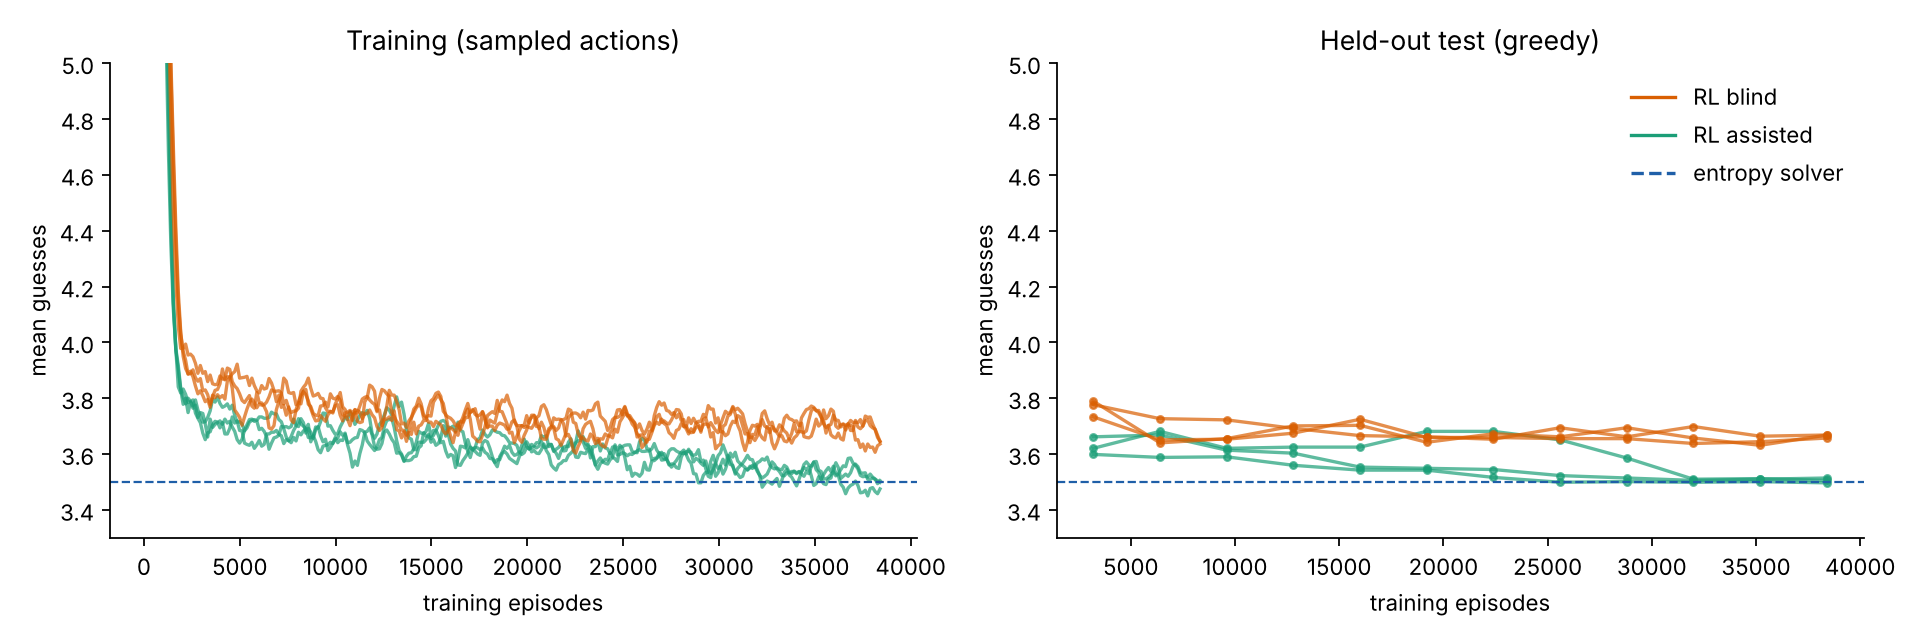 Training (sampled actions)
5.0
4.8
4.6
4.4
4.2
4.0
3.8
3.6
3.4
mean guesses
0 5000 10000 15000 20000 25000 30000 35000 40000
training episodes
Held-out test (greedy)
RL blind
RL assisted
entropy solver
5.0
4.8
4.6
4.4
4.2
4.0
3.8
3.6
3.4
mean guesses
5000 10000 15000 20000 25000 30000 35000 40000
training episodes